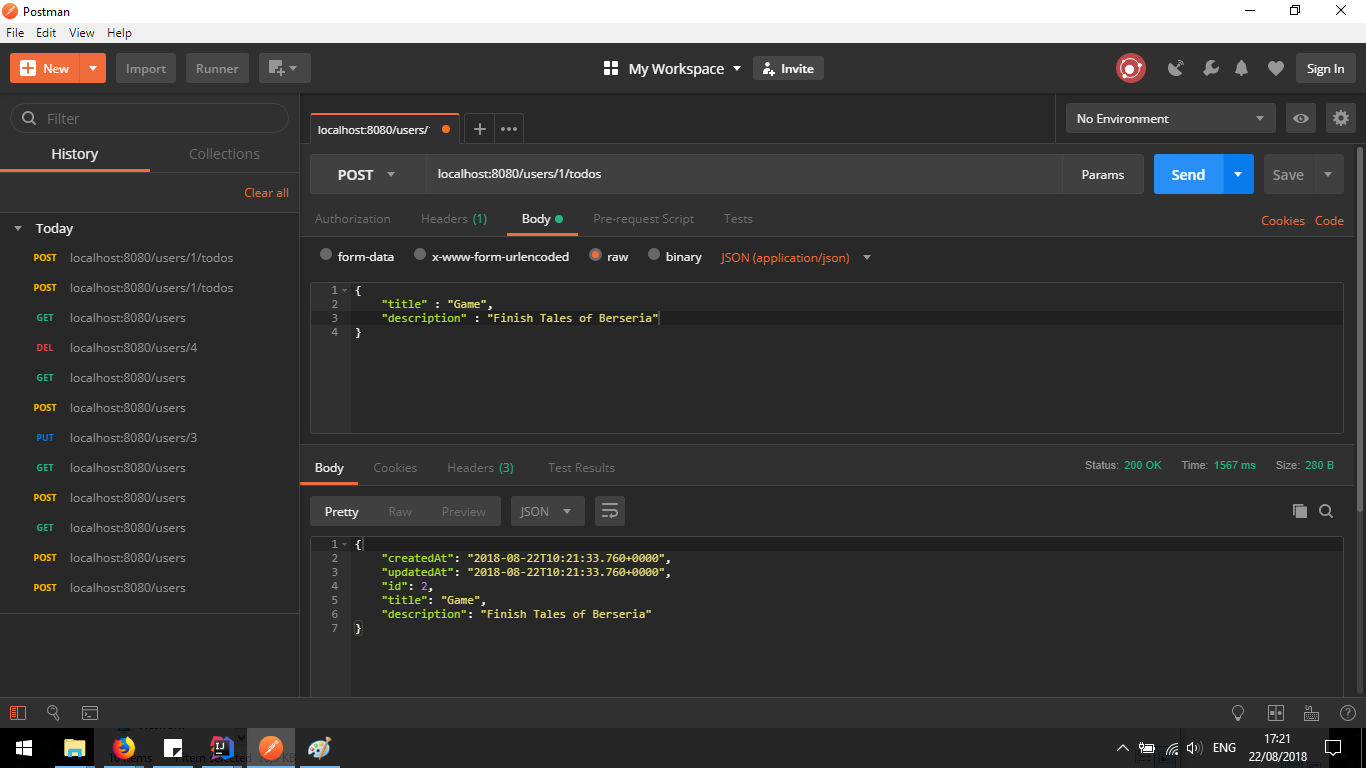 Postman
File Edit View Help
New Import Runner My Workspace Invite Sign In
Filter
History Collections
Clear all
Today
POST localhost:8080/users/1/todos
POST localhost:8080/users/1/todos
GET localhost:8080/users
DEL localhost:8080/users/4
GET localhost:8080/users
POST localhost:8080/users
PUT localhost:8080/users/3
GET localhost:8080/users
POST localhost:8080/users
GET localhost:8080/users
POST localhost:8080/users
POST localhost:8080/users
localhost:8080/users/ No Environment
POST localhost:8080/users/1/todos Params Send Save
Authorization Headers (1) Body Pre-request Script Tests Cookies Code
form-data x-www-form-urlencoded raw binary JSON (application/json)
1 {
2 "title" : "Game",
3 "description" : "Finish Tales of Berseria"
4 }
Body Cookies Headers (3) Test Results Status: 200 OK Time: 1567 ms Size: 280 B
Pretty Raw Preview JSON
1 {
2 "createdAt": "2018-08-22T10:21:33.760+0000",
3 "updatedAt": "2018-08-22T10:21:33.760+0000",
4 "id": 2,
5 "title": "Game",
6 "description": "Finish Tales of Berseria"
7 }
ENG 17:21
22/08/2018